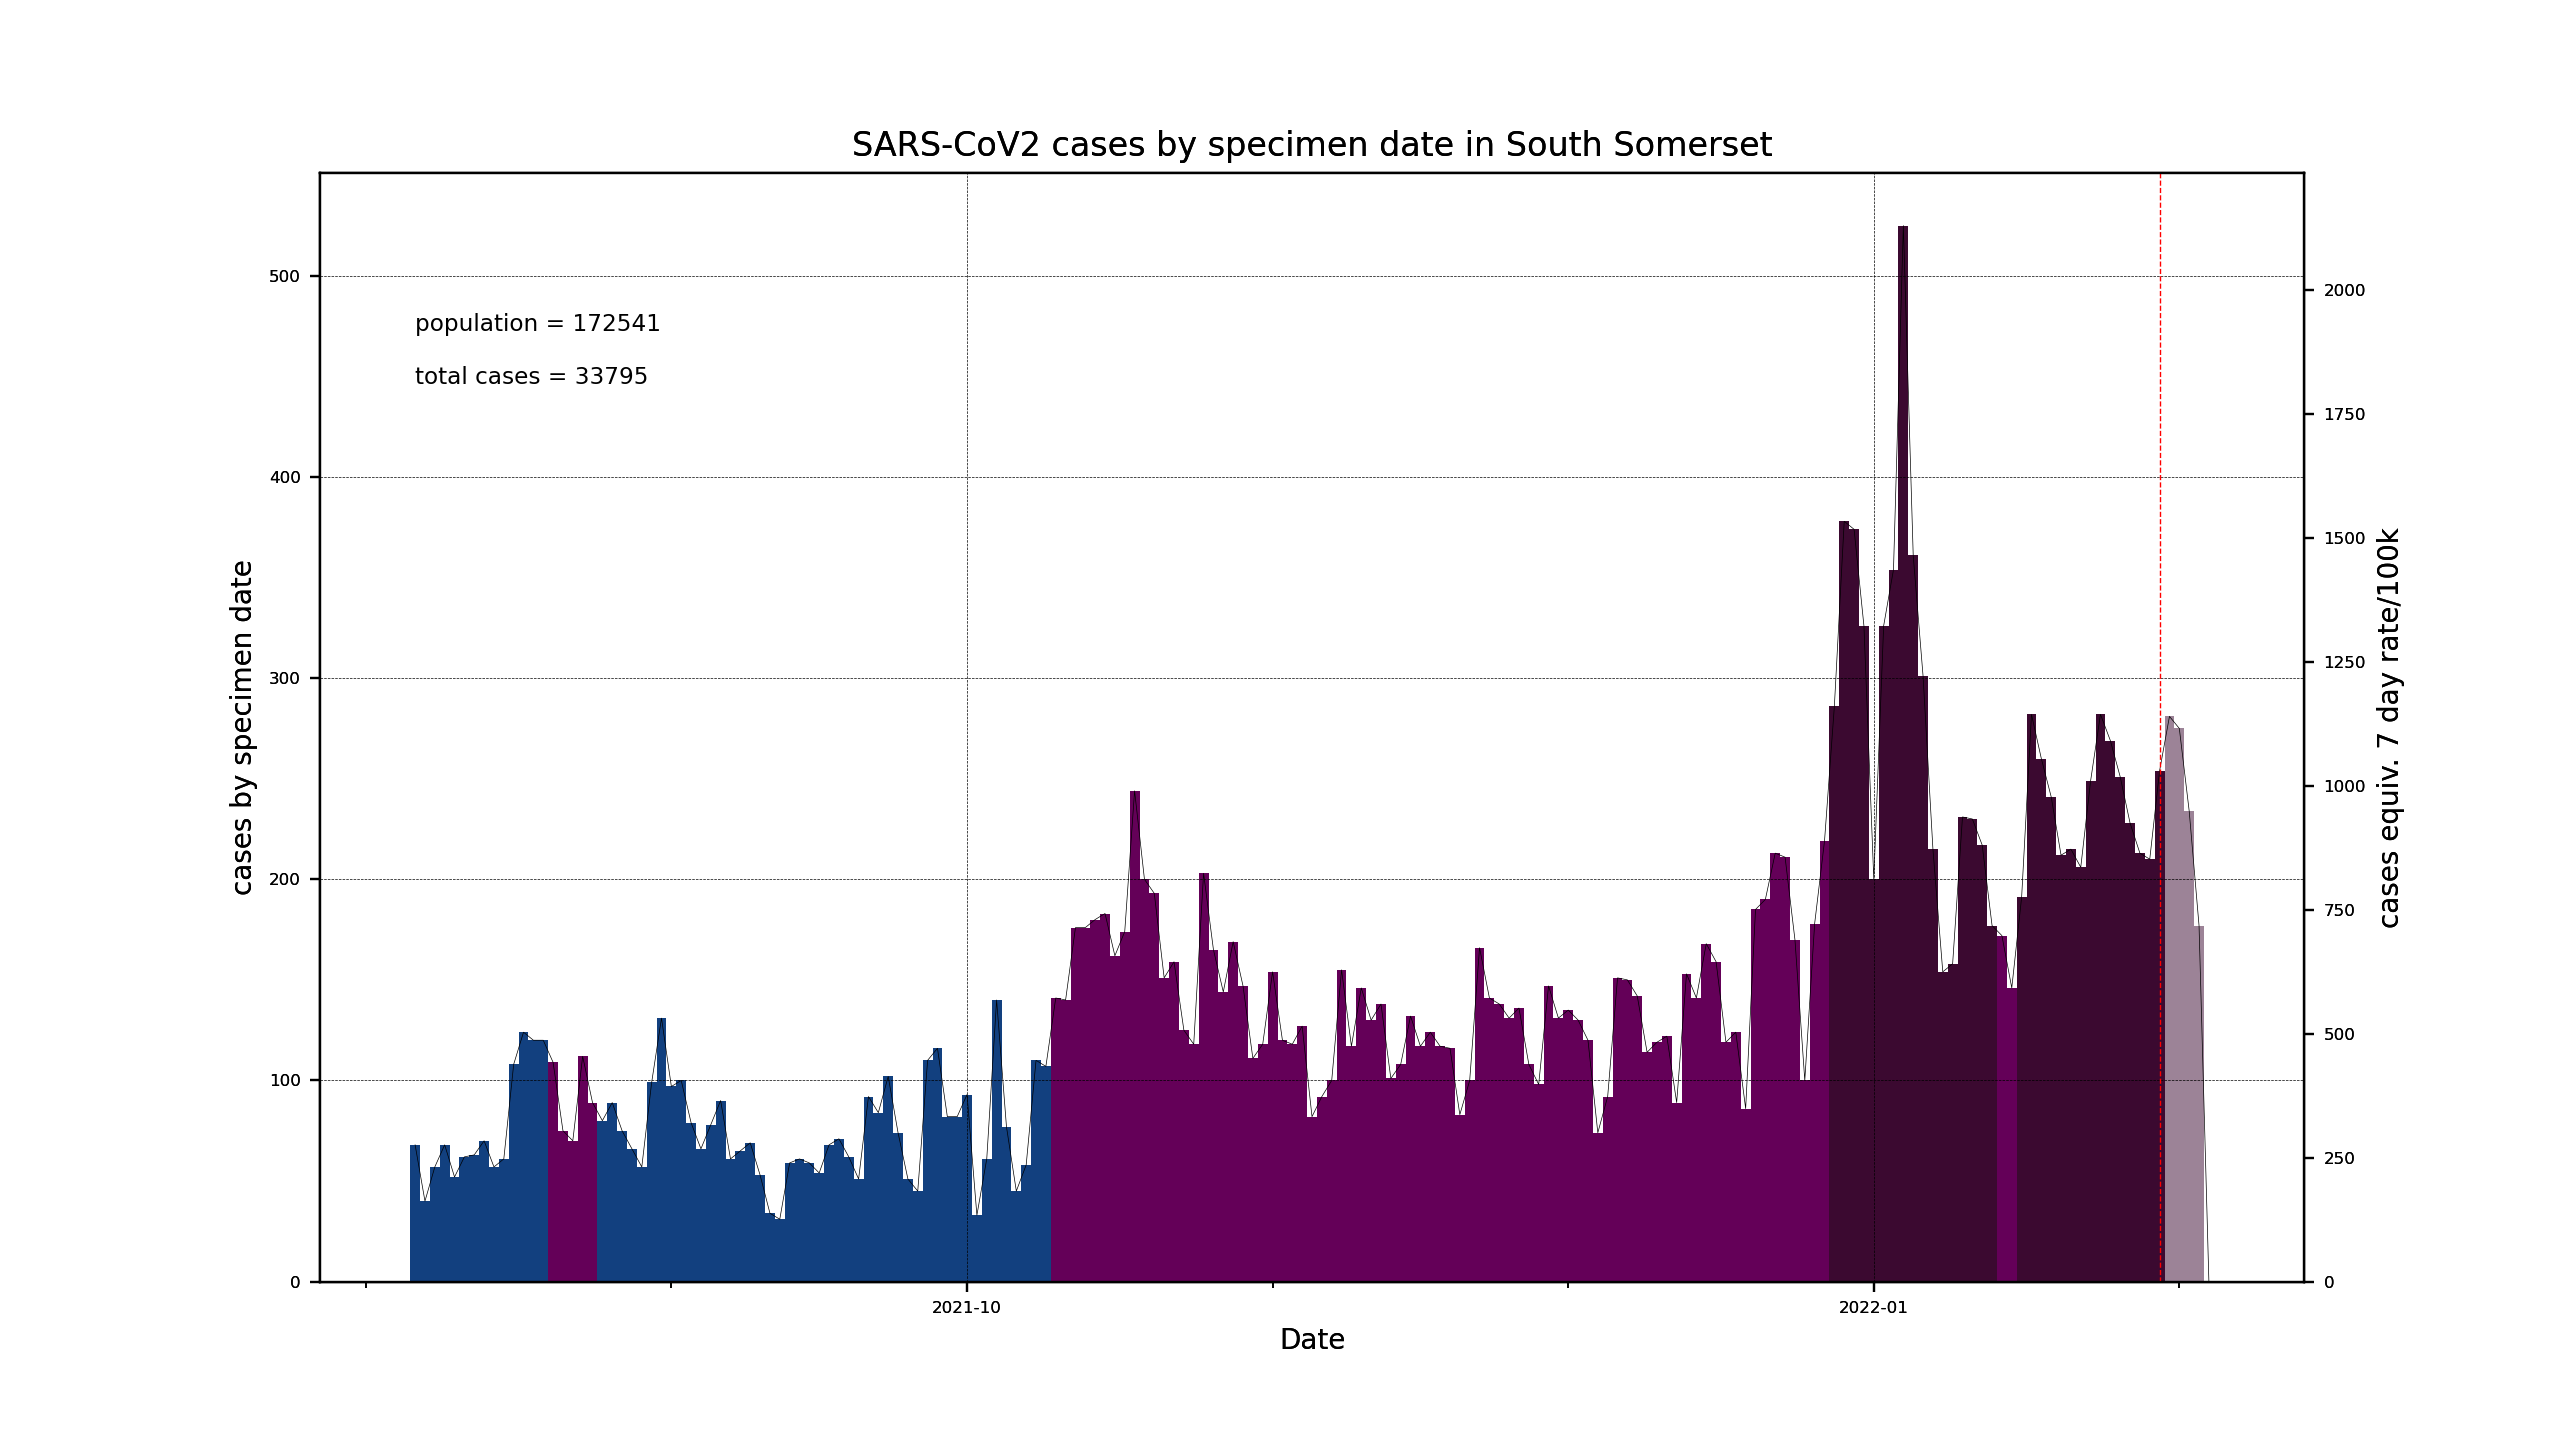 SARS-CoV2 cases by specimen date in South Somerset
population = 172541
total cases = 33795
cases by specimen date
500
400
300
200
100
0
2000
1750
1500
1250
1000
750
500
250
0
cases equiv. 7 day rate/100k
2021-10
2022-01
Date